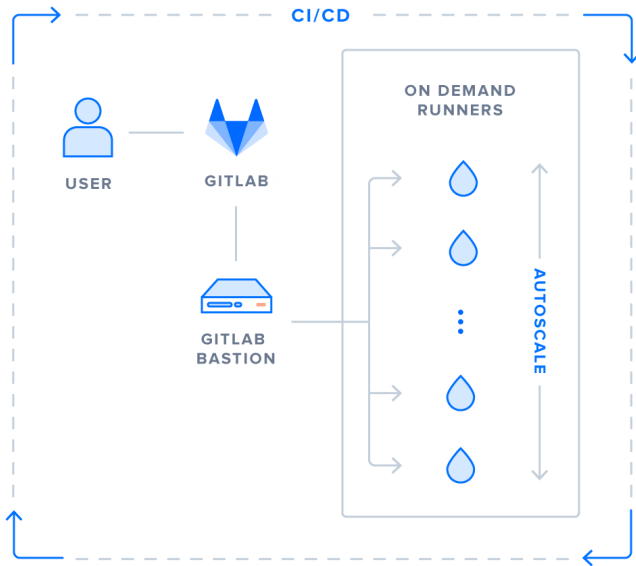 CI/CD
ON DEMAND
RUNNERS
USER
GITLAB
AUTOSCALE
GITLAB
BASTION